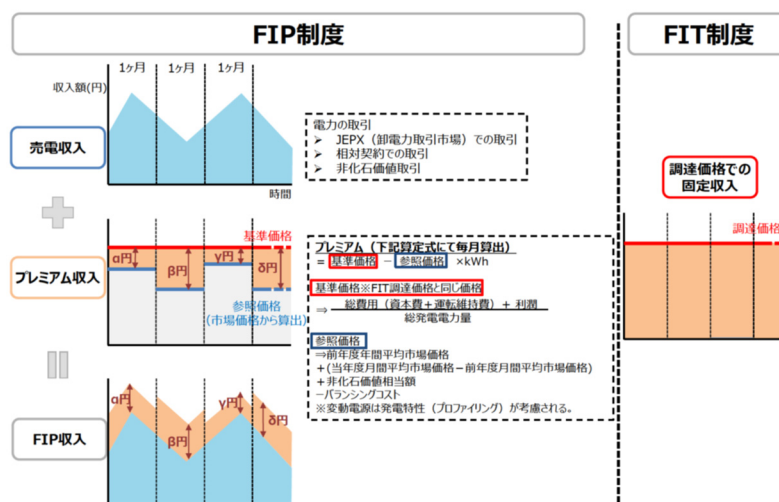 FIP制度
FIT制度
1ヶ月 1ヶ月 1ヶ月
収入額(円)
売電収入
時間
電力の取引
➢ JEPX（卸電力取引市場）での取引
➢ 相対契約での取引
➢ 非化石価値取引
調達価格での
固定収入
調達価格
基準価格
α円 β円 γ円 δ円
プレミアム収入
参照価格
(市場価格から算出)
プレミアム（下記算定式にて毎月算出）
= 基準価格 − 参照価格 ×kWh
基準価格※FIT調達価格と同じ価格
⇒ 総費用（資本費＋運転維持費）＋ 利潤
総発電電力量
参照価格
⇒前年度年間平均市場価格
＋(当年度月間平均市場価格−前年度月間平均市場価格)
＋非化石価値相当額
−バランシングコスト
※変動電源は発電特性（プロファイリング）が考慮される。
FIP収入
α円 β円 γ円 δ円